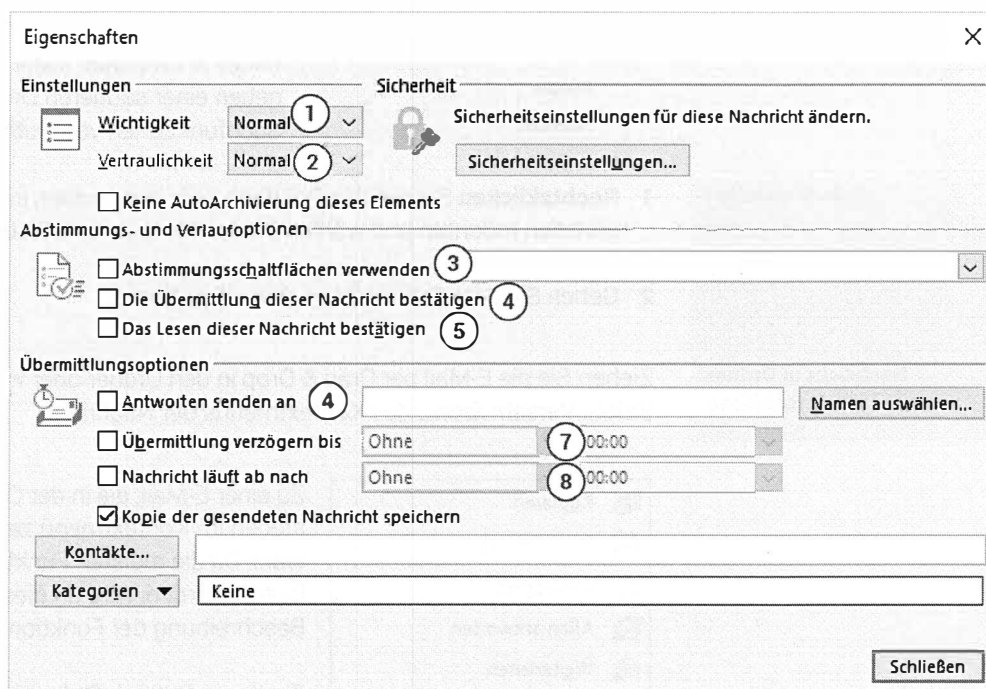 Eigenschaften
Einstellungen
Sicherheit
Wichtigkeit Normal 1
Sicherheitseinstellungen für diese Nachricht ändern.
Vertraulichkeit Normal 2
Sicherheitseinstellungen...
Keine AutoArchivierung dieses Elements
Abstimmungs- und Verlaufoptionen
Abstimmungsschaltflächen verwenden 3
Die Übermittlung dieser Nachricht bestätigen 4
Das Lesen dieser Nachricht bestätigen 5
Übermittlungsoptionen
Antworten senden an 4 Namen auswählen...
Übermittlung verzögern bis Ohne 7 00:00
Nachricht läuft ab nach Ohne 8 00:00
Kopie der gesendeten Nachricht speichern
Kontakte...
Kategorien Keine
Schließen